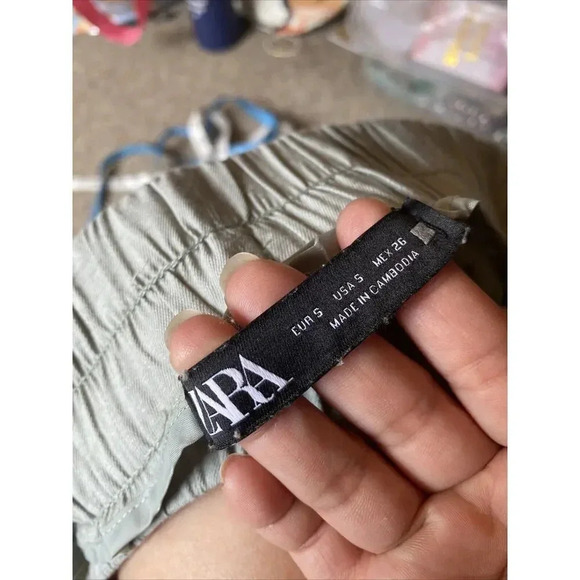 ZARA
EUR S USA S MEX 26
MADE IN CAMBODIA